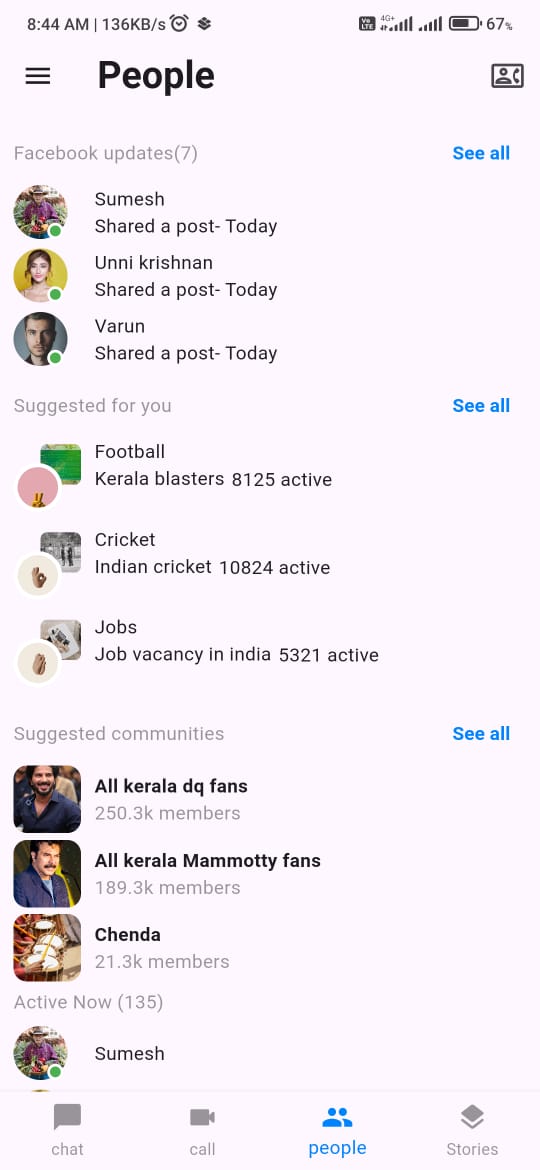 8:44 AM | 136KB/s
Vo LTE 4G+ 67%
People
Facebook updates(7) See all
Sumesh
Shared a post- Today
Unni krishnan
Shared a post- Today
Varun
Shared a post- Today
Suggested for you See all
Football
Kerala blasters 8125 active
Cricket
Indian cricket 10824 active
Jobs
Job vacancy in india 5321 active
Suggested communities See all
All kerala dq fans
250.3k members
All kerala Mammotty fans
189.3k members
Chenda
21.3k members
Active Now (135)
Sumesh
chat call people Stories